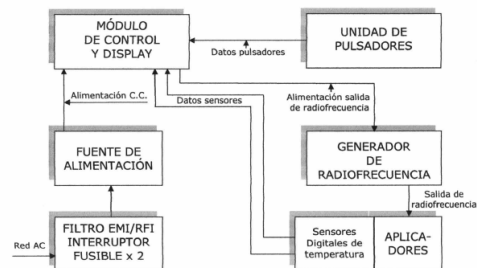 MÓDULO
DE CONTROL
Y DISPLAY
UNIDAD DE
PULSADORES
Datos pulsadores
Alimentación C.C.
Datos sensores
Alimentación salida
de radiofrecuencia
FUENTE DE
ALIMENTACIÓN
GENERADOR
DE
RADIOFRECUENCIA
Salida de
radiofrecuencia
Red AC
FILTRO EMI/RFI
INTERRUPTOR
FUSIBLE x 2
Sensores
Digitales de
temperatura
APLICA-
DORES